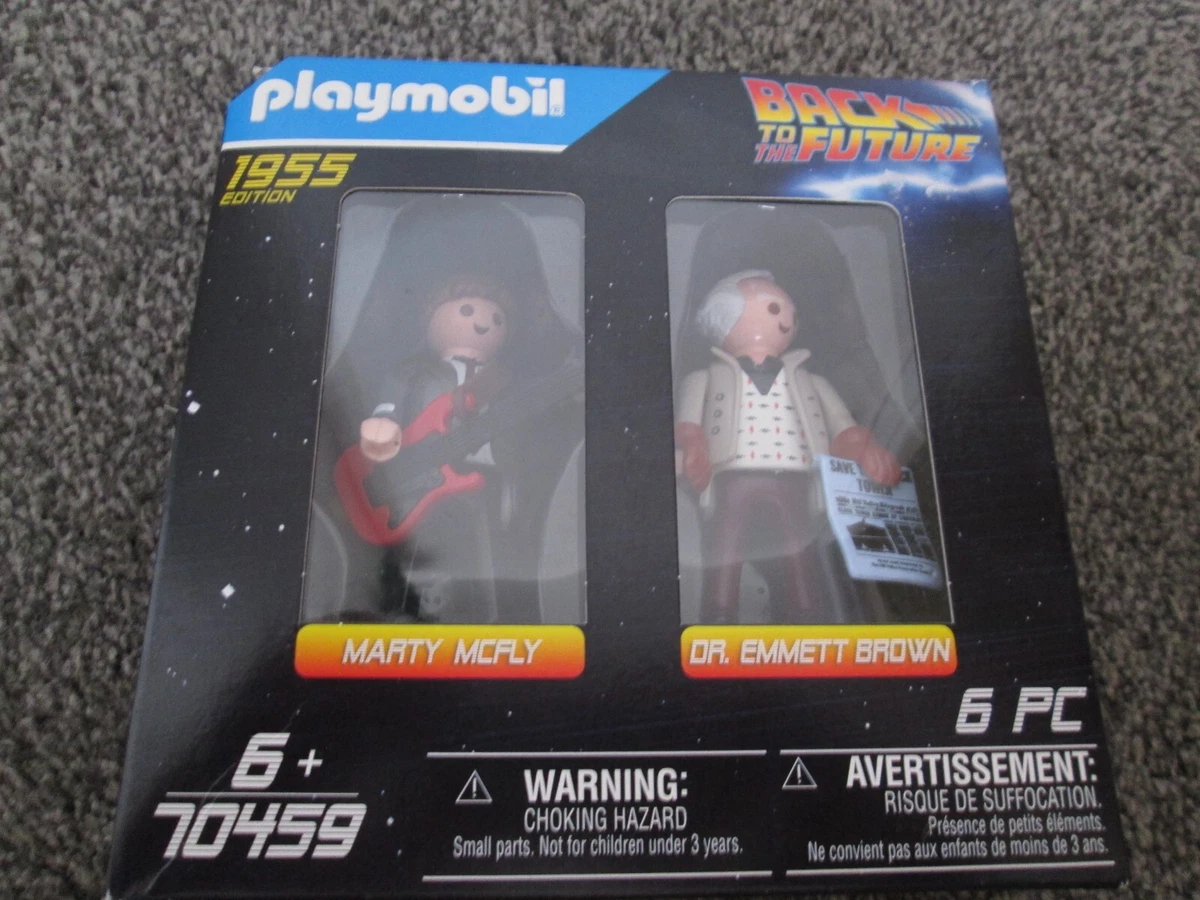 playmobil®
BACK
TO
THE FUTURE
1955
EDITION
SAVE
TOWER
MARTY MCFLY
DR. EMMETT BROWN
6 PC
6+
70459
WARNING:
CHOKING HAZARD
Small parts. Not for children under 3 years.
AVERTISSEMENT:
RISQUE DE SUFFOCATION.
Présence de petits éléments.
Ne convient pas aux enfants de moins de 3 ans.